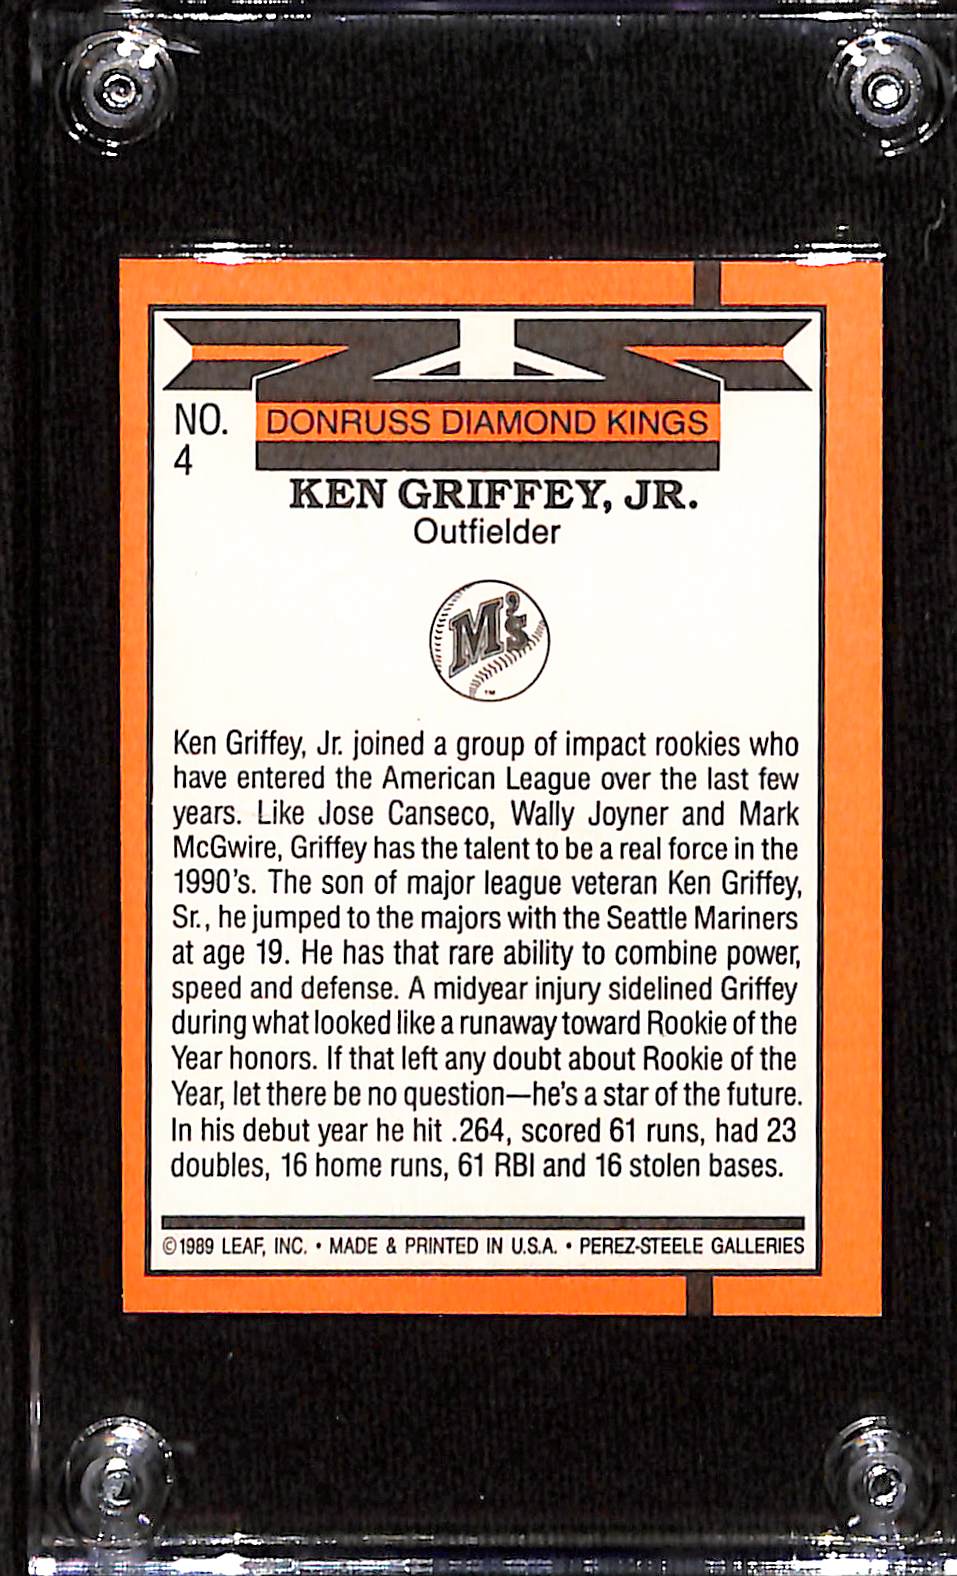 NO.
4
DONRUSS DIAMOND KINGS
KEN GRIFFEY, JR.
Outfielder
M's
TM
Ken Griffey, Jr. joined a group of impact rookies who
have entered the American League over the last few
years. Like Jose Canseco, Wally Joyner and Mark
McGwire, Griffey has the talent to be a real force in the
1990's. The son of major league veteran Ken Griffey,
Sr., he jumped to the majors with the Seattle Mariners
at age 19. He has that rare ability to combine power,
speed and defense. A midyear injury sidelined Griffey
during what looked like a runaway toward Rookie of the
Year honors. If that left any doubt about Rookie of the
Year, let there be no question—he's a star of the future.
In his debut year he hit .264, scored 61 runs, had 23
doubles, 16 home runs, 61 RBI and 16 stolen bases.
©1989 LEAF, INC. • MADE & PRINTED IN U.S.A. • PEREZ-STEELE GALLERIES